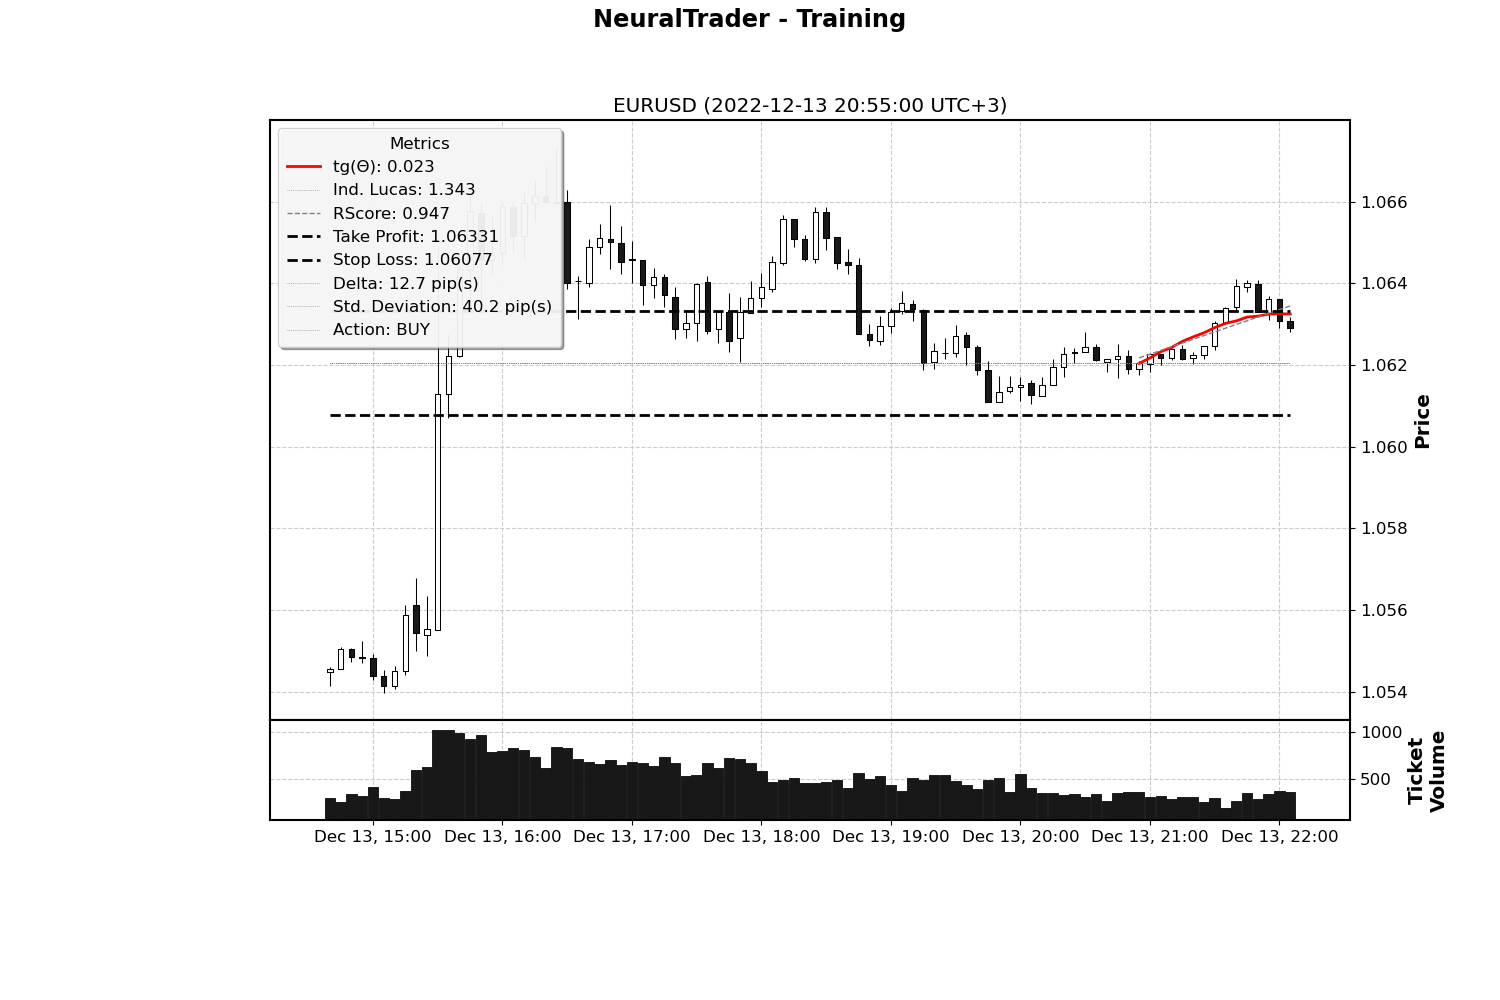 NeuralTrader - Training
EURUSD (2022-12-13 20:55:00 UTC+3)
Metrics
tg(Θ): 0.023
Ind. Lucas: 1.343
RScore: 0.947
Take Profit: 1.06331
Stop Loss: 1.06077
Delta: 12.7 pip(s)
Std. Deviation: 40.2 pip(s)
Action: BUY
1.066
1.064
1.062
1.060
1.058
1.056
1.054
Price
1000
500
Ticket
Volume
Dec 13, 15:00
Dec 13, 16:00
Dec 13, 17:00
Dec 13, 18:00
Dec 13, 19:00
Dec 13, 20:00
Dec 13, 21:00
Dec 13, 22:00